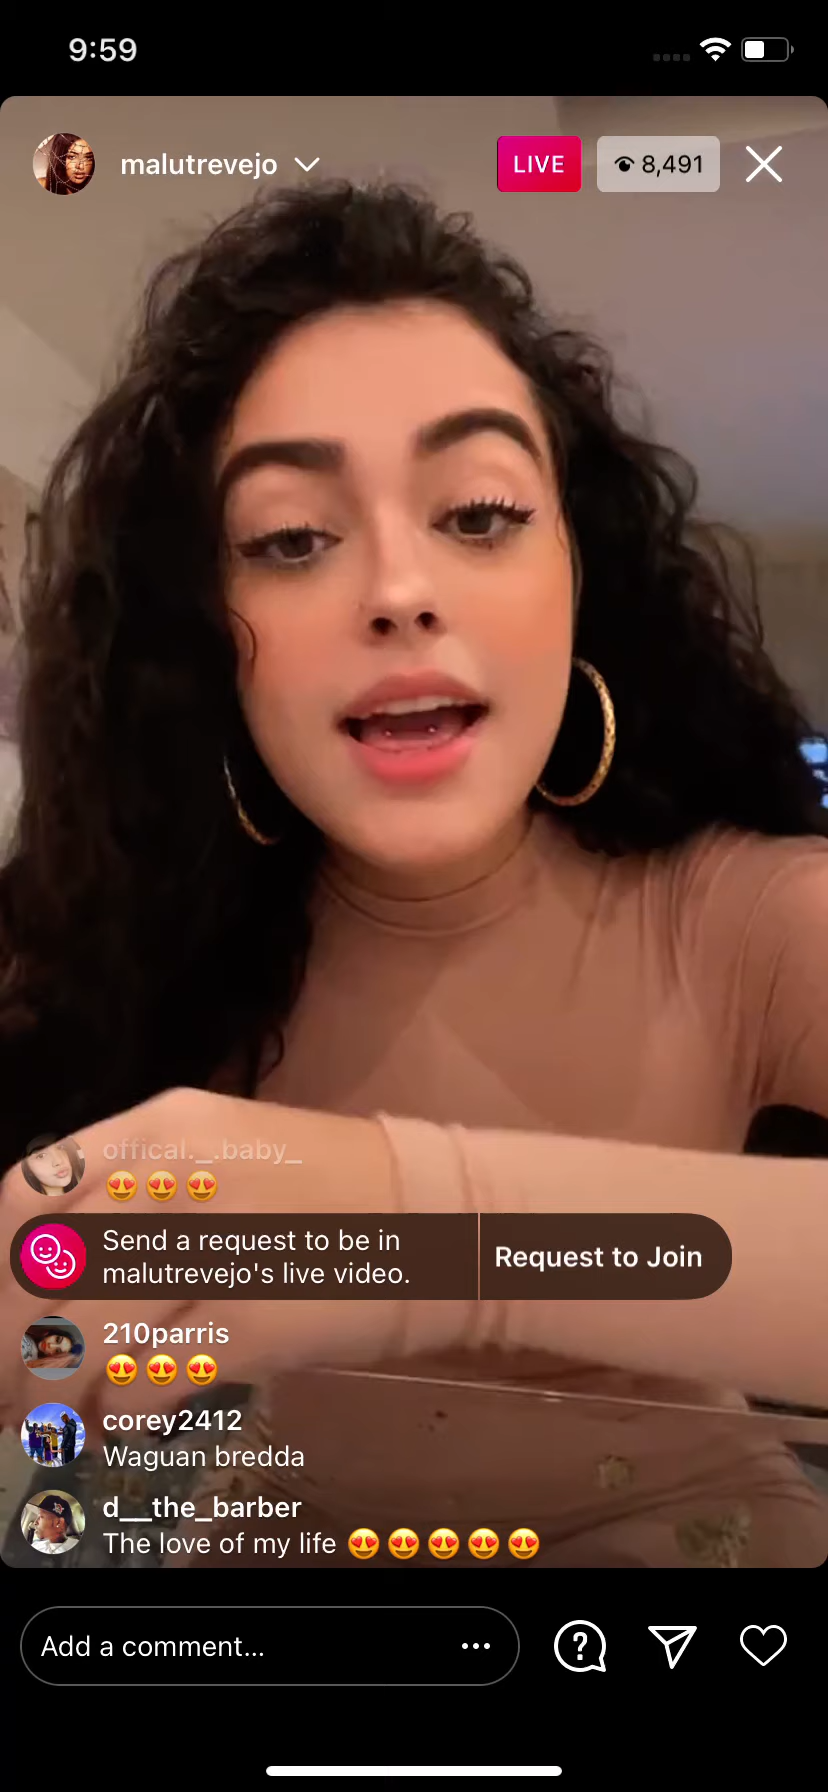 9:59
malutrevejo
LIVE
8,491
offical._.baby_
😍 😍 😍
Send a request to be in
malutrevejo's live video.
Request to Join
210parris
😍 😍 😍
corey2412
Waguan bredda
d__the_barber
The love of my life 😍 😍 😍 😍 😍
Add a comment...